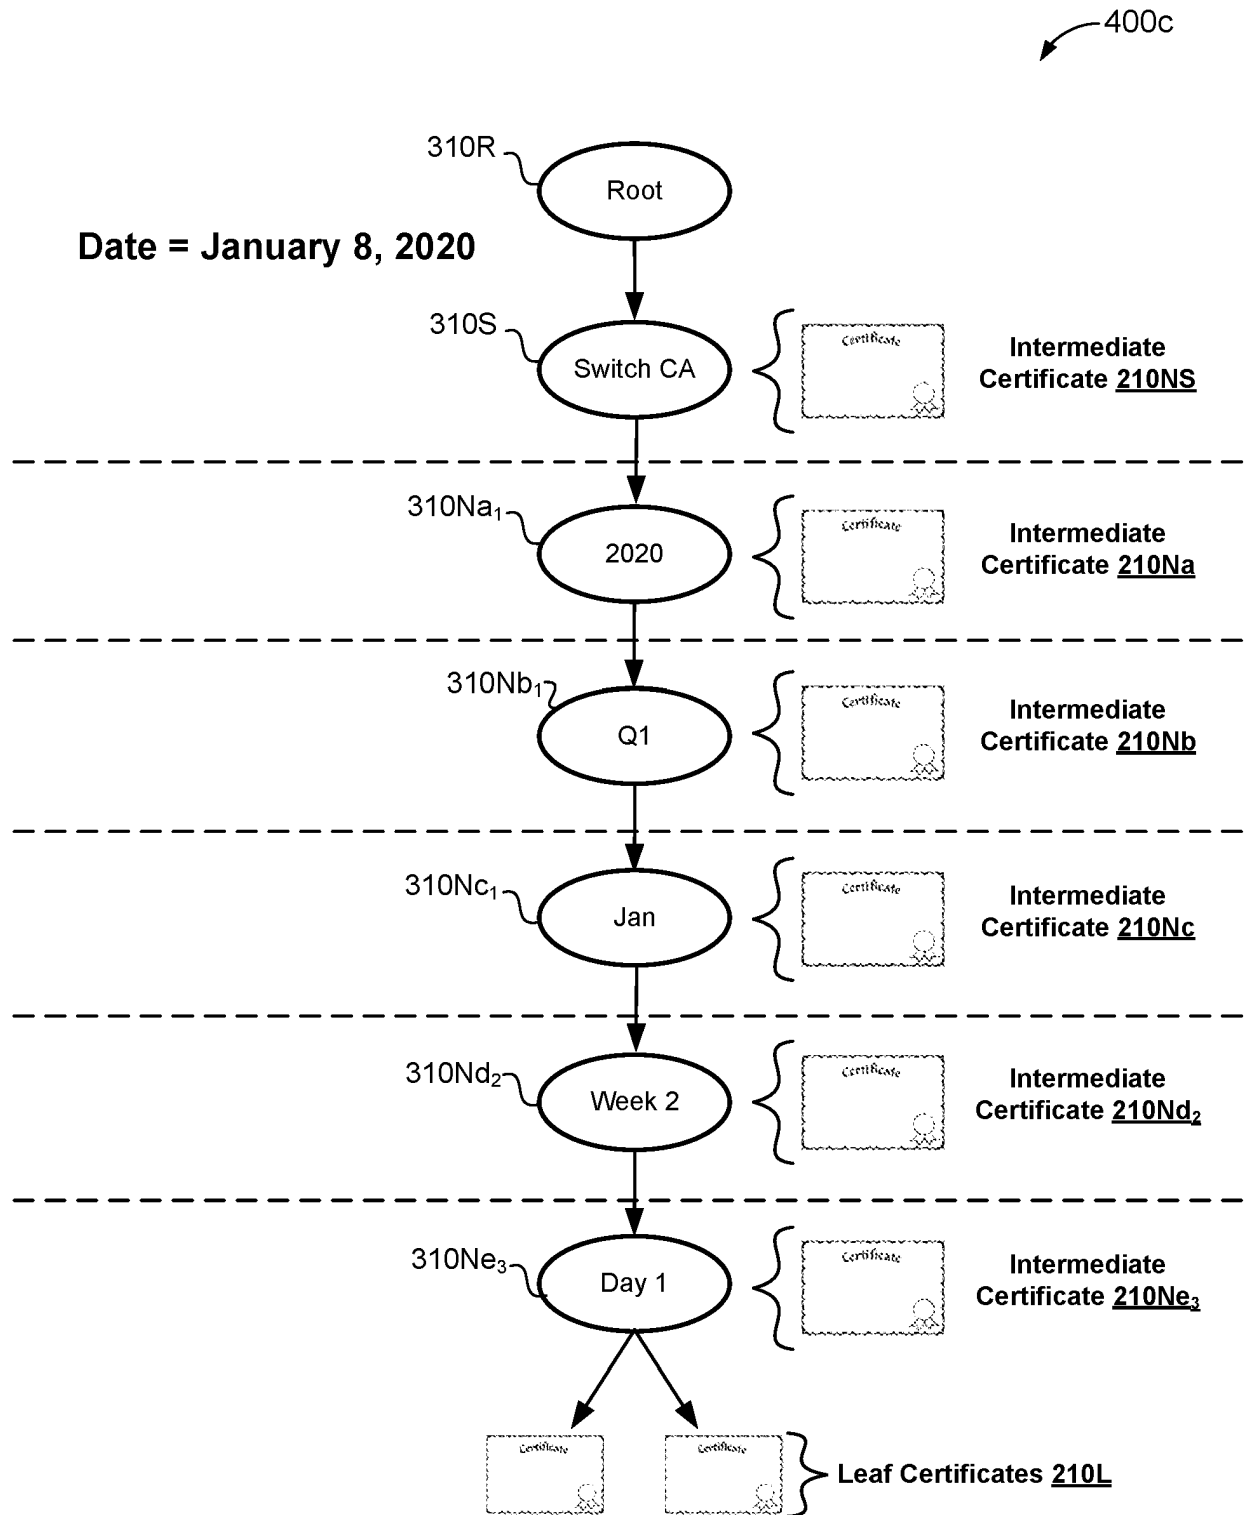 400c
310R
Root
Date = January 8, 2020
310S
Switch CA
Certificate
Intermediate
Certificate 210NS
310Na₁
2020
Certificate
Intermediate
Certificate 210Na
310Nb₁
Q1
Certificate
Intermediate
Certificate 210Nb
310Nc₁
Jan
Certificate
Intermediate
Certificate 210Nc
310Nd₂
Week 2
Certificate
Intermediate
Certificate 210Nd₂
310Ne₃
Day 1
Certificate
Intermediate
Certificate 210Ne₃
Certificate
Certificate
Leaf Certificates 210L